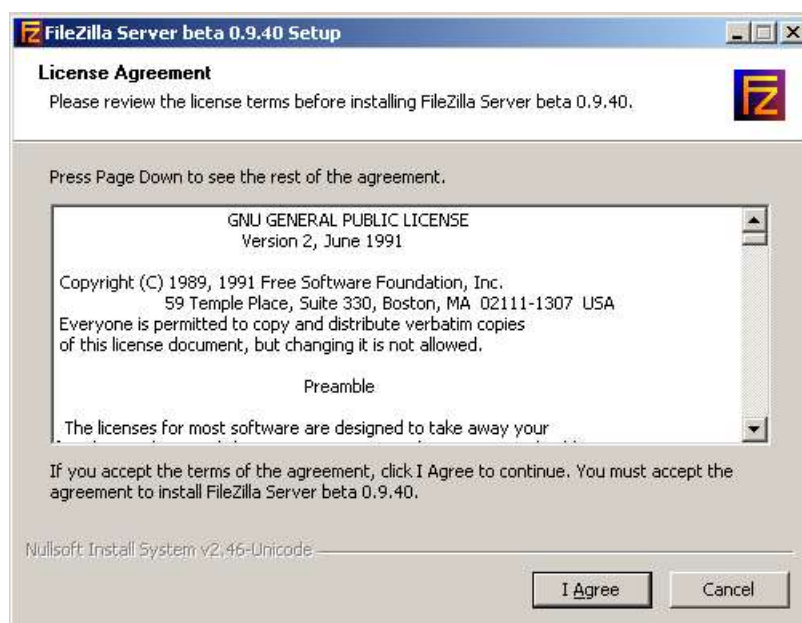 FileZilla Server beta 0.9.40 Setup
License Agreement
Please review the license terms before installing FileZilla Server beta 0.9.40.
Press Page Down to see the rest of the agreement.
GNU GENERAL PUBLIC LICENSE
Version 2, June 1991
Copyright (C) 1989, 1991 Free Software Foundation, Inc.
59 Temple Place, Suite 330, Boston, MA 02111-1307 USA
Everyone is permitted to copy and distribute verbatim copies
of this license document, but changing it is not allowed.
Preamble
The licenses for most software are designed to take away your
If you accept the terms of the agreement, click I Agree to continue. You must accept the
agreement to install FileZilla Server beta 0.9.40.
Nullsoft Install System v2.46-Unicode
I Agree
Cancel